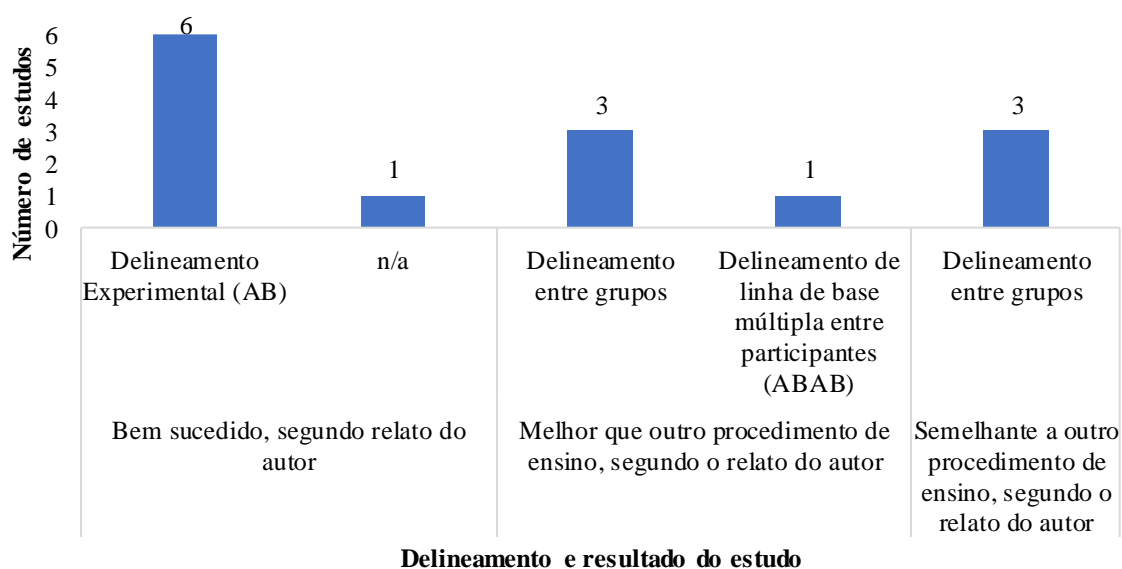 Número de estudos
6
5
4
3
2
1
0
6
1
3
1
3
Delineamento
Experimental (AB)
n/a
Delineamento
entre grupos
Delineamento de
linha de base
múltipla entre
participantes
(ABAB)
Delineamento
entre grupos
Bem sucedido, segundo relato do
autor
Melhor que outro procedimento de
ensino, segundo o relato do autor
Semelhante a outro
procedimento de
ensino, segundo o
relato do autor
Delineamento e resultado do estudo